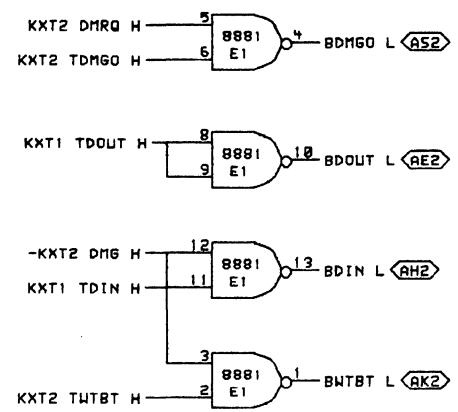 KXT2 DMRQ H 5 8881 E1 4 BDMGO L AS2
KXT2 TDMGO H 6
KXT1 TDOUT H 8 8881 E1 10 BDOUT L AE2
9
-KXT2 DMG H 12 8881 E1 13 BDIN L AH2
KXT1 TDIN H 11
3 8881 E1 1 BWTBT L AK2
KXT2 TWTBT H 2